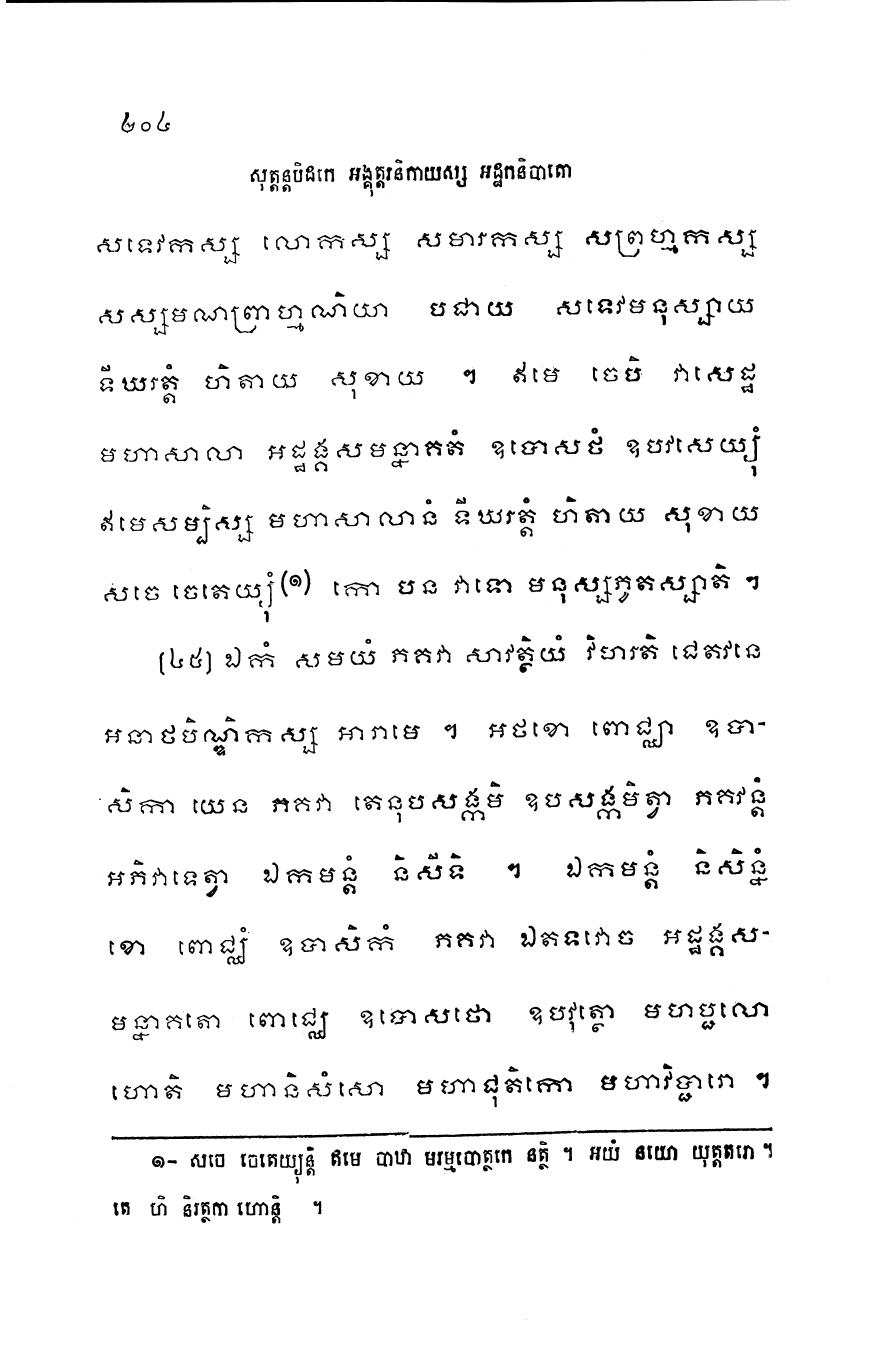 ២០៤
សុត្តន្តបិដកេ អង្គុត្តរនិកាយស្ស អដ្ឋកនិបាតោ
សទេវកស្ស លោកស្ស សមារកស្ស សព្រហ្មកស្ស
សស្សមណព្រាហ្មណិយា បជាយ សទេវមនុស្សាយ
ទីឃរត្តំ ហិតាយ សុខាយ ។ ឥមេ ចេបិ វាសេដ្ឋ
មហាសាលា អដ្ឋង្គសមន្នាគតំ ឧបោសថំ ឧបវសេយ្យុំ
ឥមេសម្បិស្ស មហាសាលានំ ទីឃរត្តំ ហិតាយ សុខាយ
សចេ ចេតេយ្យុំ(១) កោ បន វាទោ មនុស្សភូតស្សាតិ ។
[៤៥] ឯកំ សមយំ ភគវា សាវត្ថិយំ វិហរតិ ជេតវនេ
អនាថបិណ្ឌិកស្ស អារាមេ ។ អថខោ ពោជ្ឈា ឧបា-
សិកា យេន ភគវា តេនុបសង្កមិ ឧបសង្កមិត្វា ភគវន្តំ
អភិវាទេត្វា ឯកមន្តំ និសីទិ ។ ឯកមន្តំ និសិន្នំ
ខោ ពោជ្ឈំ ឧបាសិកំ ភគវា ឯតទវោច អដ្ឋង្គស-
មន្នាគតោ ពោជ្ឈេ ឧបោសថោ ឧបវុត្ថោ មហប្ផលោ
ហោតិ មហានិសំសោ មហាជុតិកោ មហាវិប្ផារោ ។
១- សចេ ចេតេយ្យុន្តិ ឥមេ បាឋា មរម្មបោត្ថកេ នត្ថិ ។ អយំ នយោ យុត្តតរោ ។
តេ ហិ និរត្ថកា ហោន្តិ ។